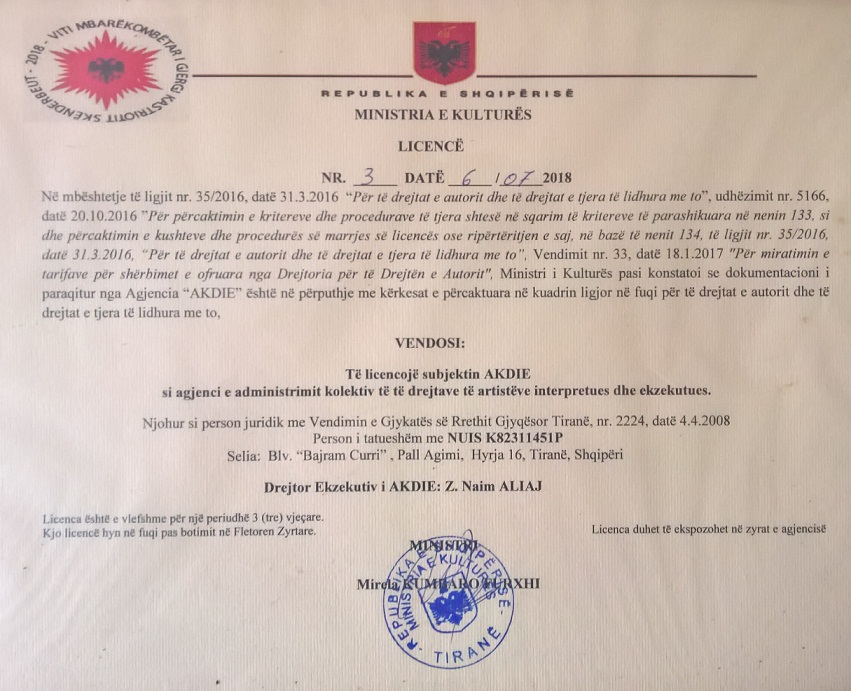 2018 - VITI MBARËKOMBËTAR I GJERGJ KASTRIOTIT SKËNDERBEUT -
REPUBLIKA E SHQIPËRISË
MINISTRIA E KULTURËS
LICENCË
NR. 3 DATË 6 / 07 2018
Në mbështetje të ligjit nr. 35/2016, datë 31.3.2016 “Për të drejtat e autorit dhe të drejtat e tjera të lidhura me to”, udhëzimit nr. 5166,
datë 20.10.2016 ”Për përcaktimin e kritereve dhe procedurave të tjera shtesë në sqarim të kritereve të parashikuara në nenin 133, si
dhe përcaktimin e kushteve dhe procedurës së marrjes së licencës ose ripërtëritjen e saj, në bazë të nenit 134, të ligjit nr. 35/2016,
datë 31.3.2016, “Për të drejtat e autorit dhe të drejtat e tjera të lidhura me to”, Vendimit nr. 33, datë 18.1.2017 "Për miratimin e
tarifave për shërbimet e ofruara nga Drejtoria për të Drejtën e Autorit", Ministri i Kulturës pasi konstatoi se dokumentacioni i
paraqitur nga Agjencia “AKDIE” është në përputhje me kërkesat e përcaktuara në kuadrin ligjor në fuqi për të drejtat e autorit dhe të
drejtat e tjera të lidhura me to,
VENDOSI:
Të licencojë subjektin AKDIE
si agjenci e administrimit kolektiv të të drejtave të artistëve interpretues dhe ekzekutues.
Njohur si person juridik me Vendimin e Gjykatës së Rrethit Gjyqësor Tiranë, nr. 2224, datë 4.4.2008
Person i tatueshëm me NUIS K82311451P
Selia: Blv. “Bajram Curri” , Pall Agimi, Hyrja 16, Tiranë, Shqipëri
Drejtor Ekzekutiv i AKDIE: Z. Naim ALIAJ
Licenca është e vlefshme për një periudhë 3 (tre) vjeçare.
Kjo licencë hyn në fuqi pas botimit në Fletoren Zyrtare.
Licenca duhet të ekspozohet në zyrat e agjencisë
MINISTRI
Mirela KUMBARO FURXHI
REPUBLIKA E SHQIPËRISË
MINISTRIA E KULTURËS
TIRANË